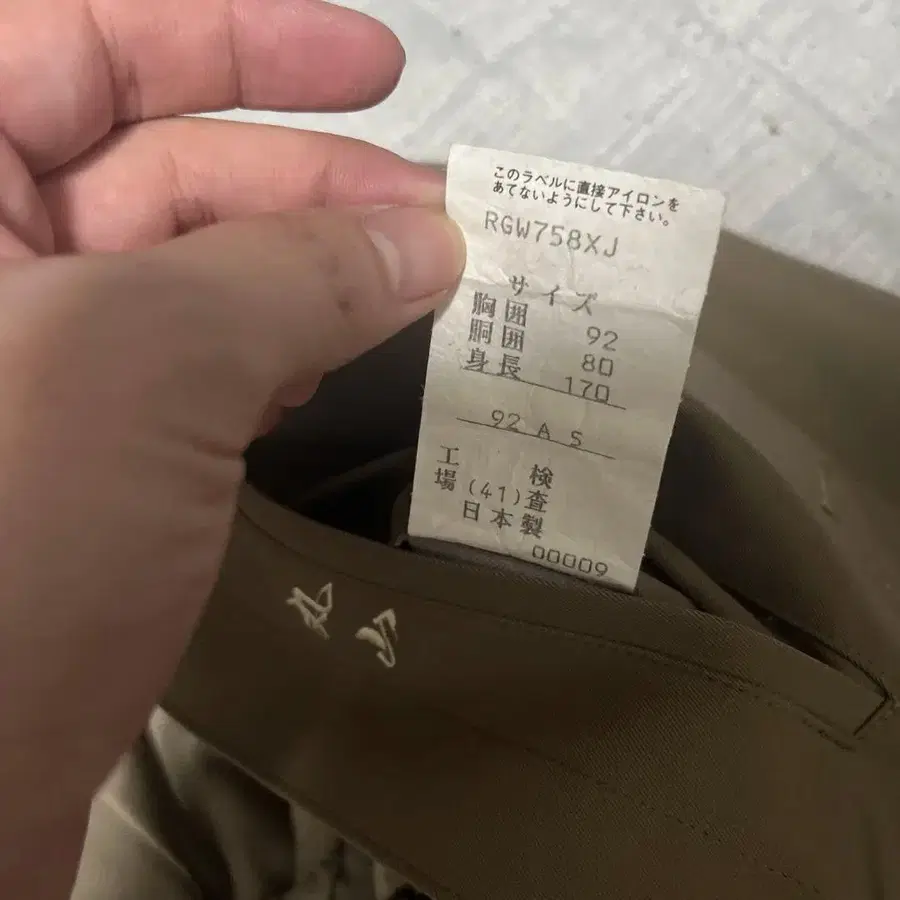 このラベルに直接アイロンを
あてないようにして下さい。
RGW758XJ
サイズ
胸囲 92
胴囲 80
身長 170
92 A 5
工場 (41) 検査
日本製
00009